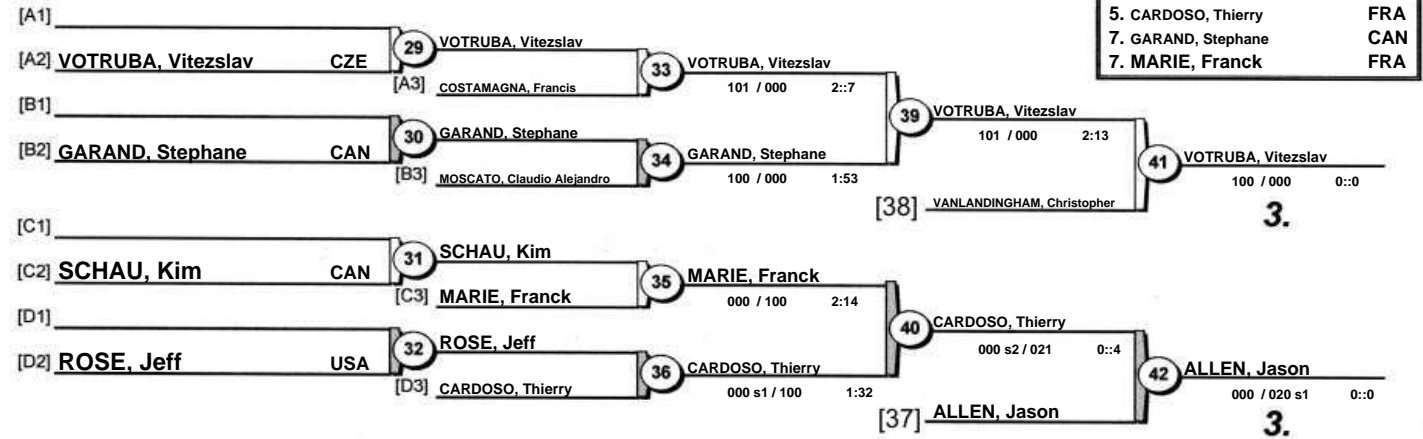 5. CARDOSO, Thierry FRA
7. GARAND, Stephane CAN
7. MARIE, Franck FRA
[A1]
[A2] VOTRUBA, Vitezslav CZE
29
VOTRUBA, Vitezslav
[A3] COSTAMAGNA, Francis
33
VOTRUBA, Vitezslav
101 / 000 2::7
[B1]
[B2] GARAND, Stephane CAN
30
GARAND, Stephane
[B3] MOSCATO, Claudio Alejandro
34
GARAND, Stephane
100 / 000 1:53
39
VOTRUBA, Vitezslav
101 / 000 2:13
[38] VANLANDINGHAM, Christopher
41
VOTRUBA, Vitezslav
100 / 000 0::0
3.
[C1]
[C2] SCHAU, Kim CAN
31
SCHAU, Kim
[C3] MARIE, Franck
35
MARIE, Franck
000 / 100 2:14
[D1]
[D2] ROSE, Jeff USA
32
ROSE, Jeff
[D3] CARDOSO, Thierry
36
CARDOSO, Thierry
000 s1 / 100 1:32
40
CARDOSO, Thierry
000 s2 / 021 0::4
[37] ALLEN, Jason
42
ALLEN, Jason
000 / 020 s1 0::0
3.